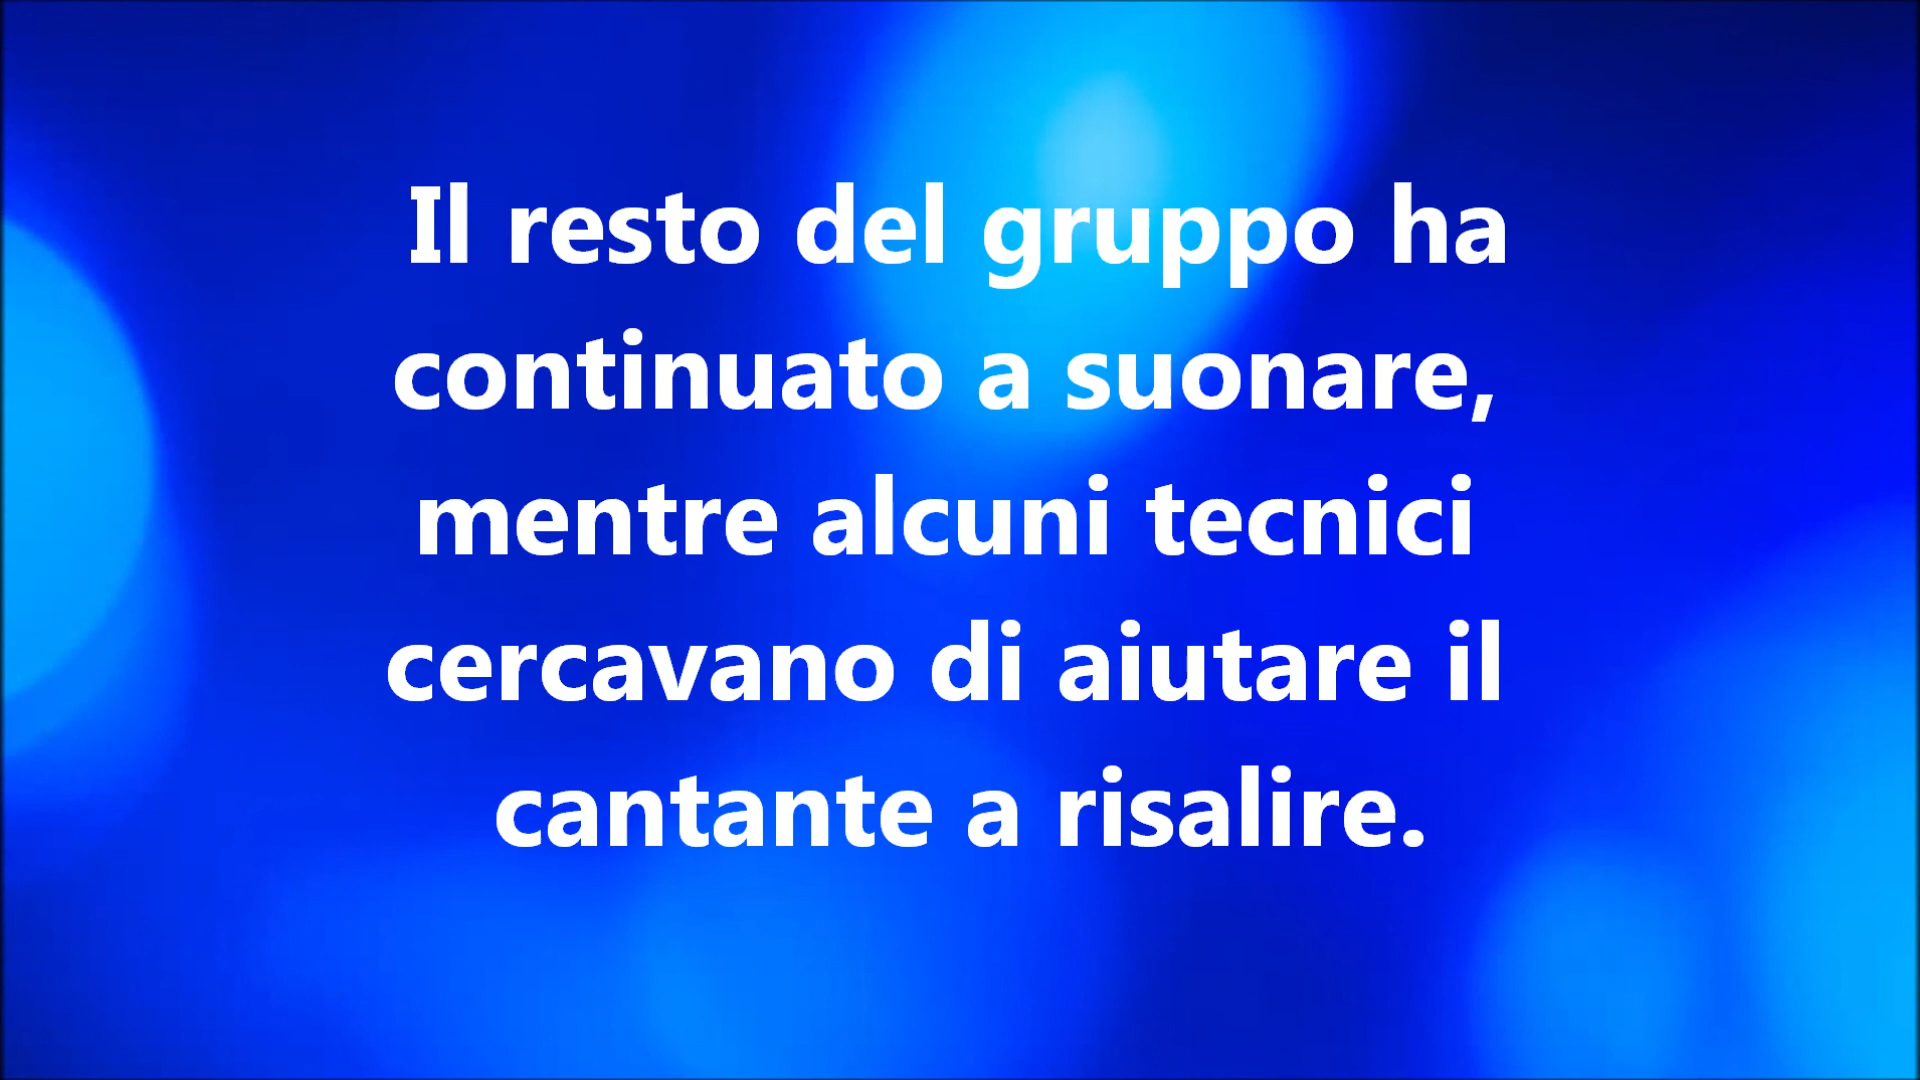 Il resto del gruppo ha
continuato a suonare,
mentre alcuni tecnici
cercavano di aiutare il
cantante a risalire.